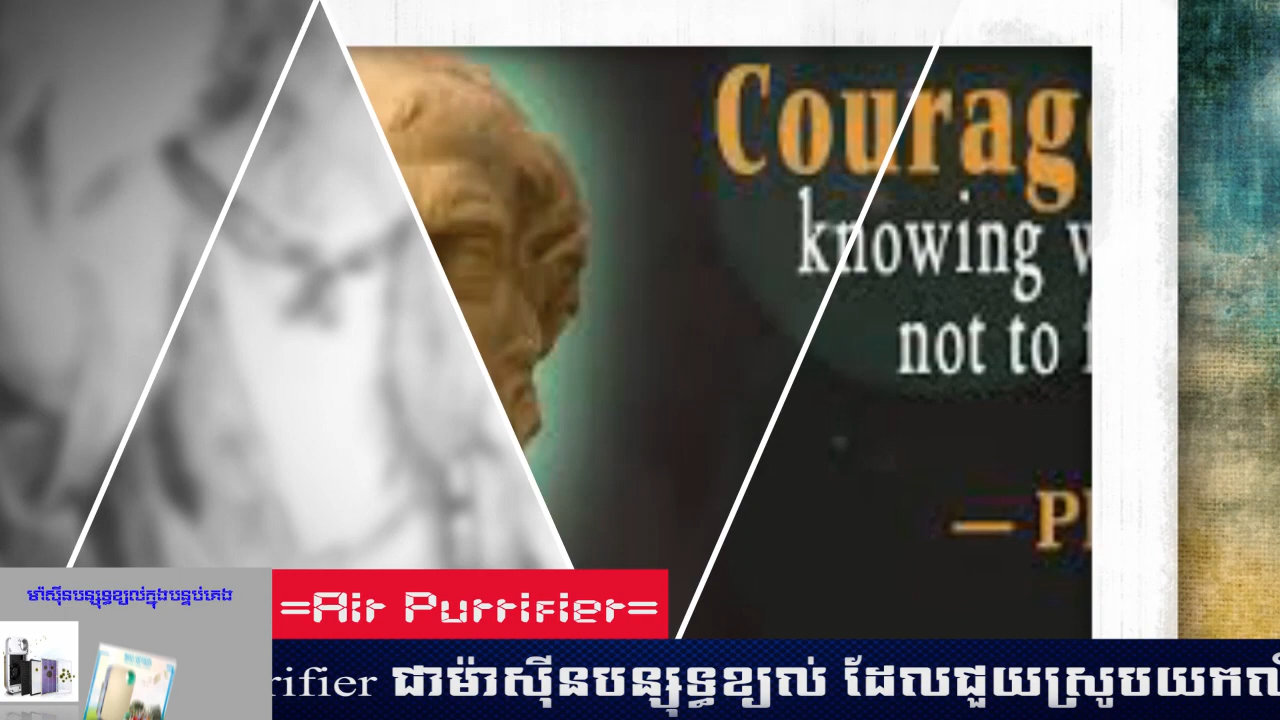 Courag
knowing
not to
— Pl
ម៉ាស៊ីនបន្សុទ្ធខ្យល់ក្នុងបន្ទប់គេង
=Air Purrifier=
rifier ជាម៉ាស៊ីនបន្សុទ្ធខ្យល់ ដែលជួយស្រូបយកល